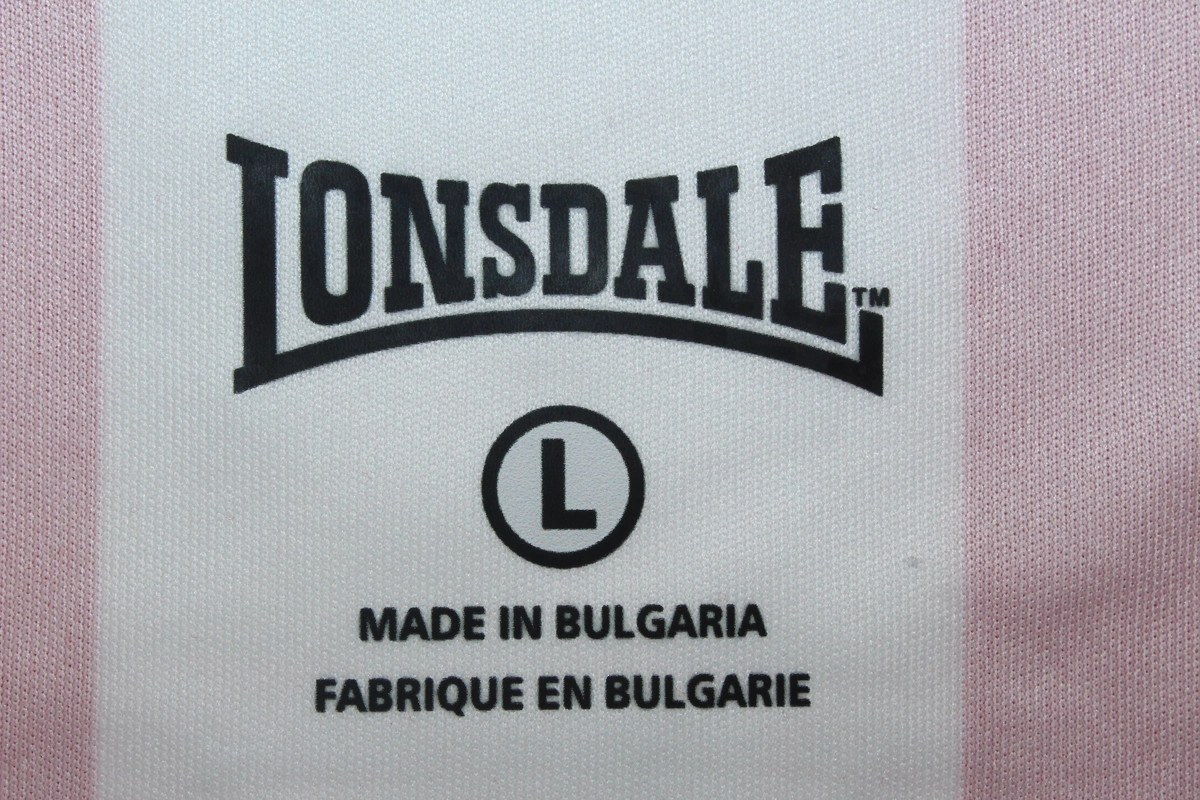 LONSDALE™
L
MADE IN BULGARIA
FABRIQUE EN BULGARIE